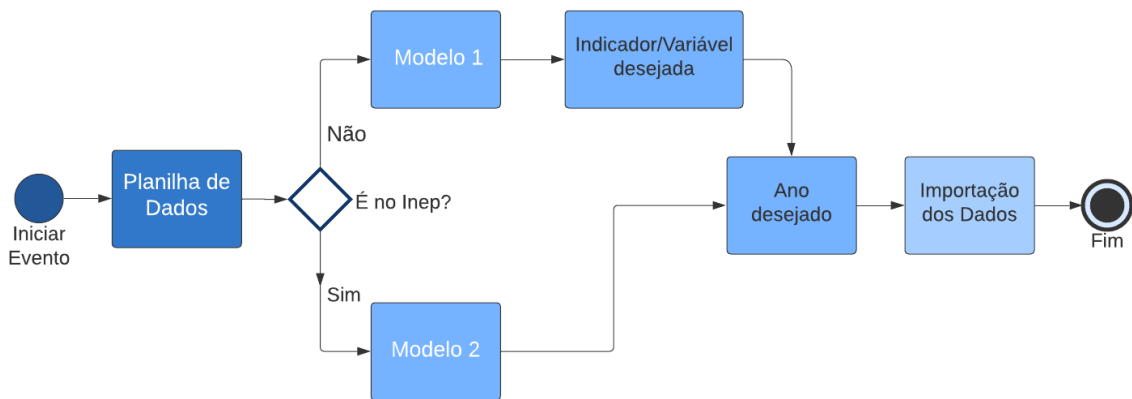 Iniciar
Evento
Planilha de
Dados
É no Inep?
Não
Modelo 1
Indicador/Variável
desejada
Sim
Modelo 2
Ano
desejado
Importação
dos Dados
Fim